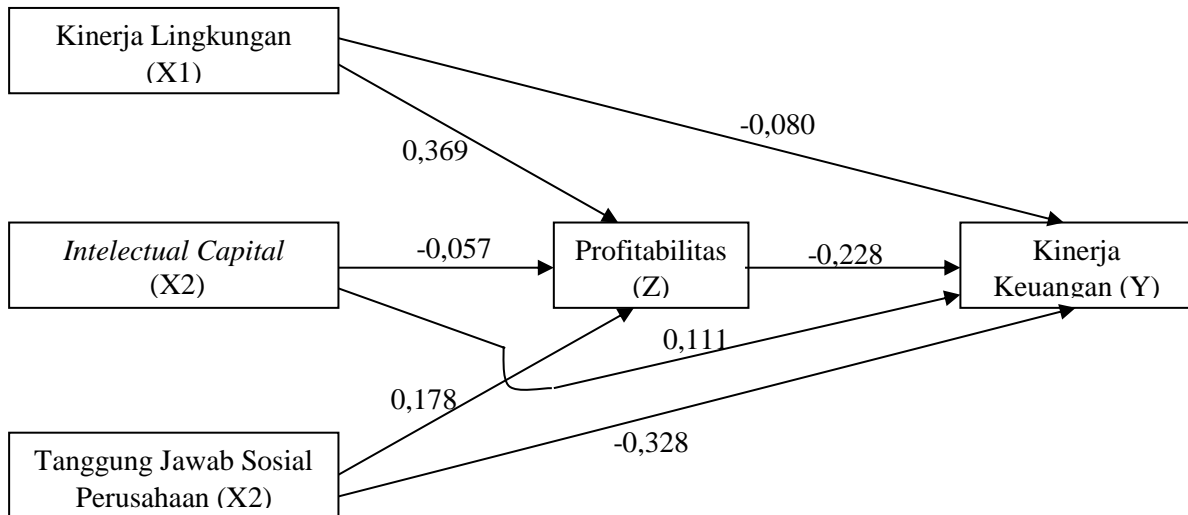 Kinerja Lingkungan
(X1)
-0,080
0,369
Intelectual Capital
(X2)
-0,057
Profitabilitas
(Z)
-0,228
Kinerja
Keuangan (Y)
0,111
0,178
-0,328
Tanggung Jawab Sosial
Perusahaan (X2)